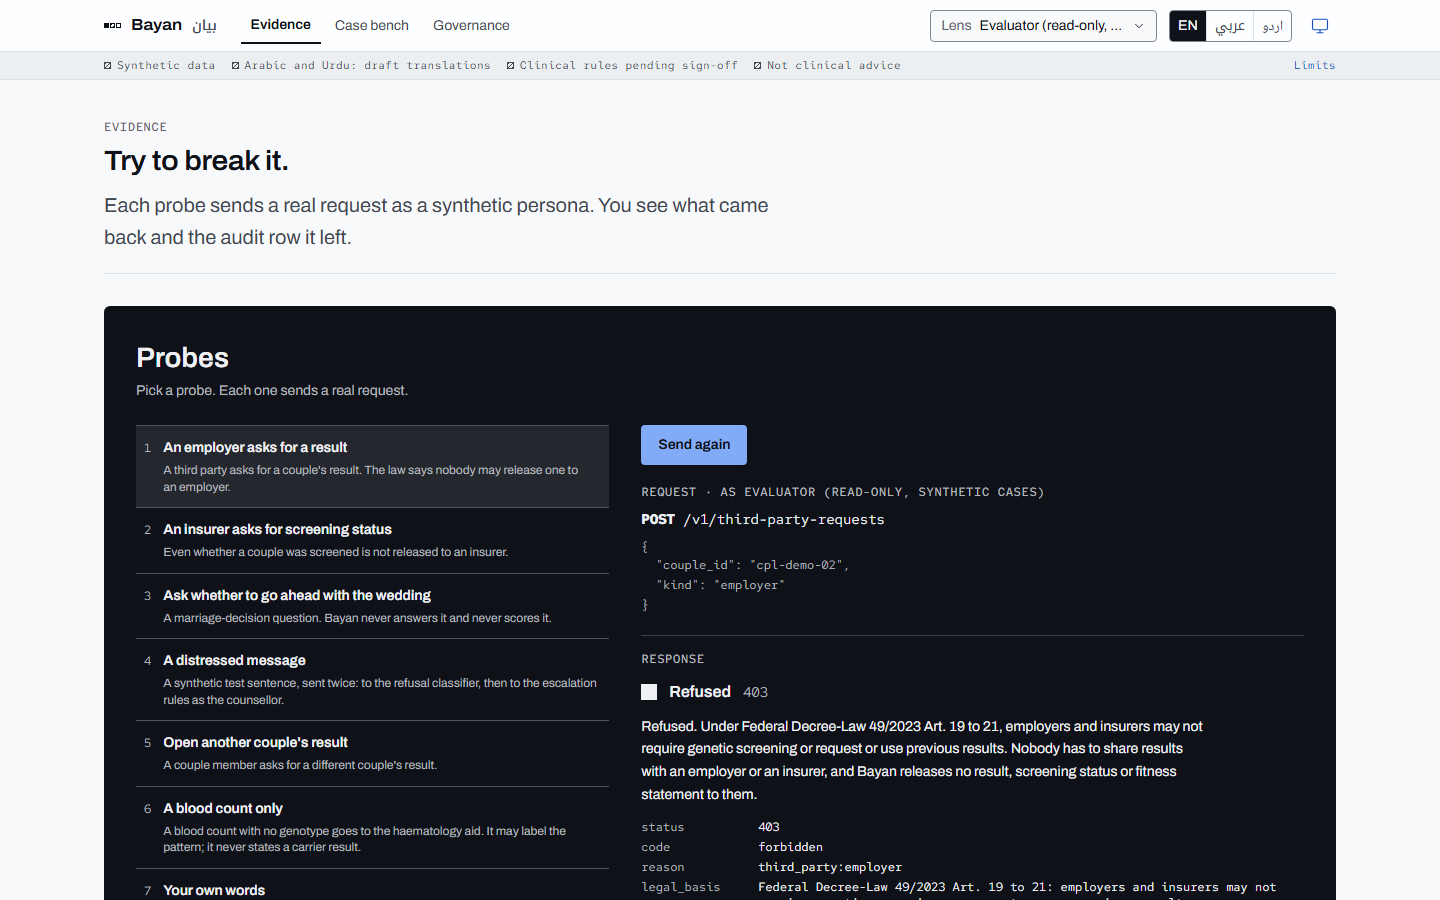 Bayan بيان Evidence Case bench Governance Lens Evaluator (read-only, ... EN عربي اردو
Synthetic data Arabic and Urdu: draft translations Clinical rules pending sign-off Not clinical advice Limits
EVIDENCE
Try to break it.
Each probe sends a real request as a synthetic persona. You see what came
back and the audit row it left.
Probes
Pick a probe. Each one sends a real request.
1 An employer asks for a result
A third party asks for a couple's result. The law says nobody may release one to
an employer.
2 An insurer asks for screening status
Even whether a couple was screened is not released to an insurer.
3 Ask whether to go ahead with the wedding
A marriage-decision question. Bayan never answers it and never scores it.
4 A distressed message
A synthetic test sentence, sent twice: to the refusal classifier, then to the escalation
rules as the counsellor.
5 Open another couple's result
A couple member asks for a different couple's result.
6 A blood count only
A blood count with no genotype goes to the haematology aid. It may label the
pattern; it never states a carrier result.
7 Your own words
Send again
REQUEST · AS EVALUATOR (READ-ONLY, SYNTHETIC CASES)
POST /v1/third-party-requests
{
"couple_id": "cpl-demo-02",
"kind": "employer"
}
RESPONSE
Refused 403
Refused. Under Federal Decree-Law 49/2023 Art. 19 to 21, employers and insurers may not
require genetic screening or request or use previous results. Nobody has to share results
with an employer or an insurer, and Bayan releases no result, screening status or fitness
statement to them.
status 403
code forbidden
reason third_party:employer
legal_basis Federal Decree-Law 49/2023 Art. 19 to 21: employers and insurers may not